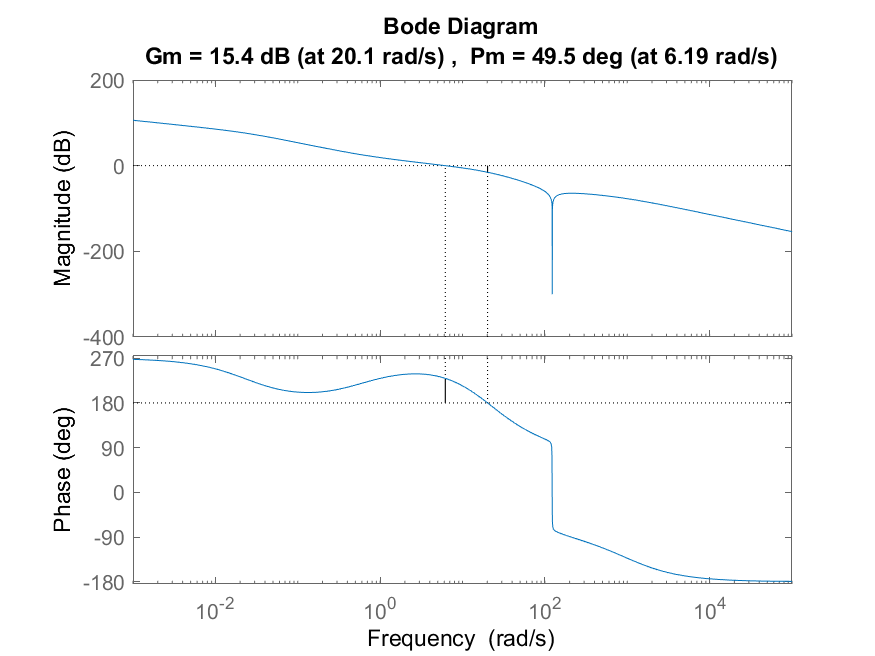 Bode Diagram
Gm = 15.4 dB (at 20.1 rad/s) ,  Pm = 49.5 deg (at 6.19 rad/s)
200
0
-200
-400
Magnitude (dB)
270
180
90
0
-90
-180
Phase (deg)
10^-2
10^0
10^2
10^4
Frequency  (rad/s)